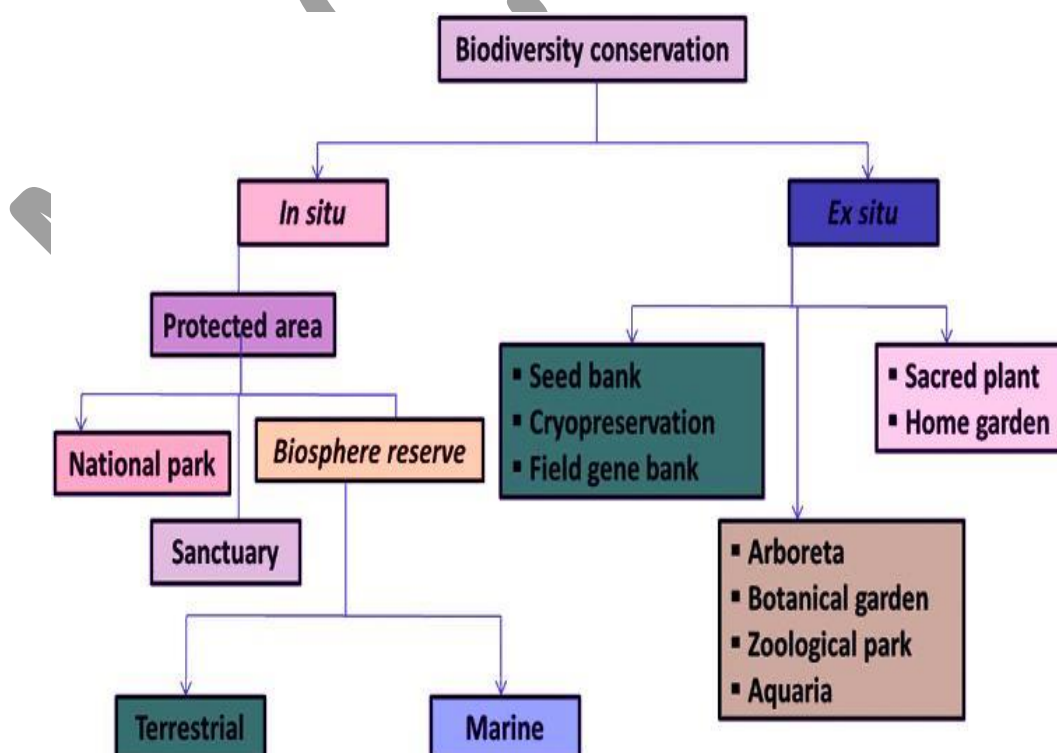 Biodiversity conservation
In situ
Ex situ
Protected area
National park
Biosphere reserve
Sanctuary
Terrestrial
Marine
▪ Seed bank
▪ Cryopreservation
▪ Field gene bank
▪ Sacred plant
▪ Home garden
▪ Arboreta
▪ Botanical garden
▪ Zoological park
▪ Aquaria